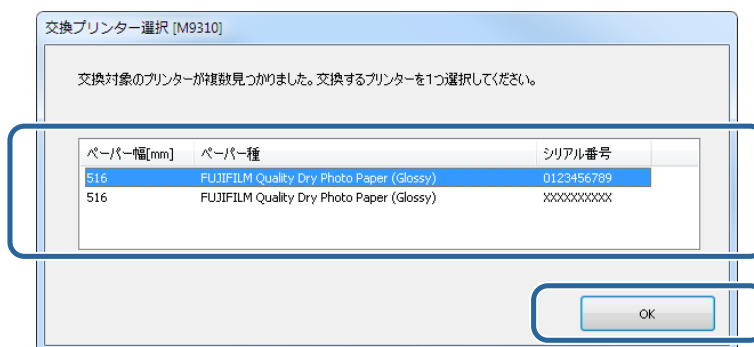 交換プリンター選択 [M9310]
交換対象のプリンターが複数見つかりました。交換するプリンターを1つ選択してください。
ペーパー幅[mm] ペーパー種 シリアル番号
516 FUJIFILM Quality Dry Photo Paper (Glossy) 0123456789
516 FUJIFILM Quality Dry Photo Paper (Glossy) XXXXXXXXXX
OK